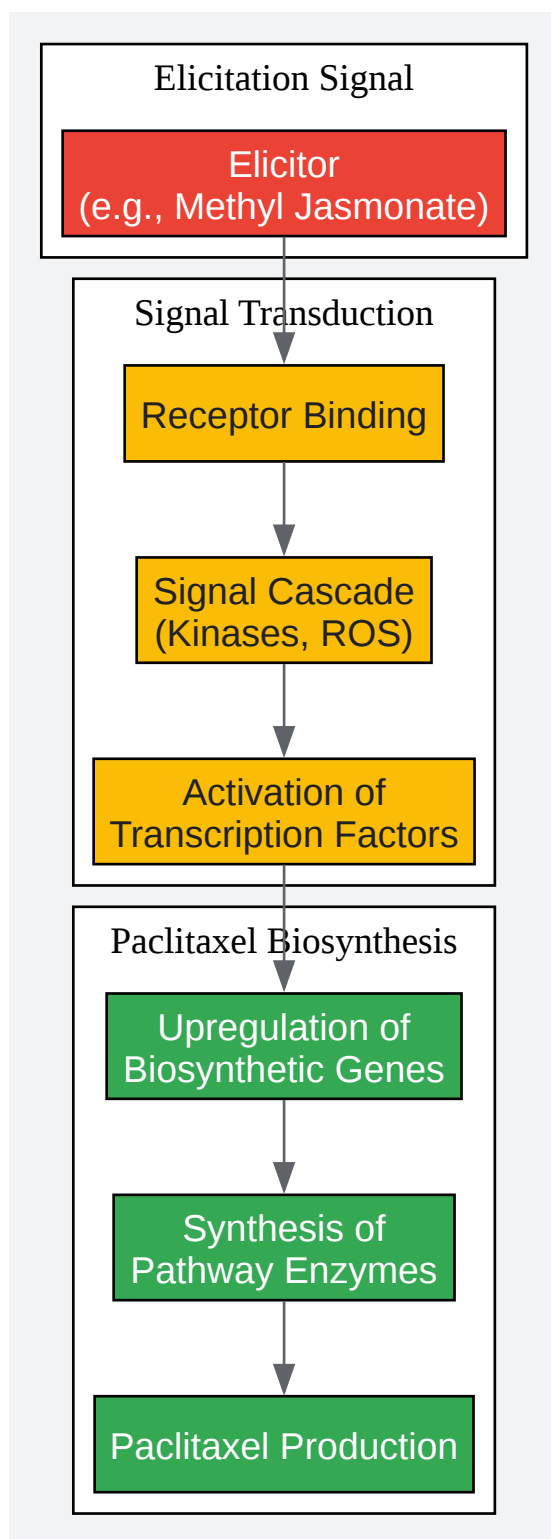 Elicitation Signal
Elicitor
(e.g., Methyl Jasmonate)
Signal Transduction
Receptor Binding
Signal Cascade
(Kinases, ROS)
Activation of
Transcription Factors
Paclitaxel Biosynthesis
Upregulation of
Biosynthetic Genes
Synthesis of
Pathway Enzymes
Paclitaxel Production